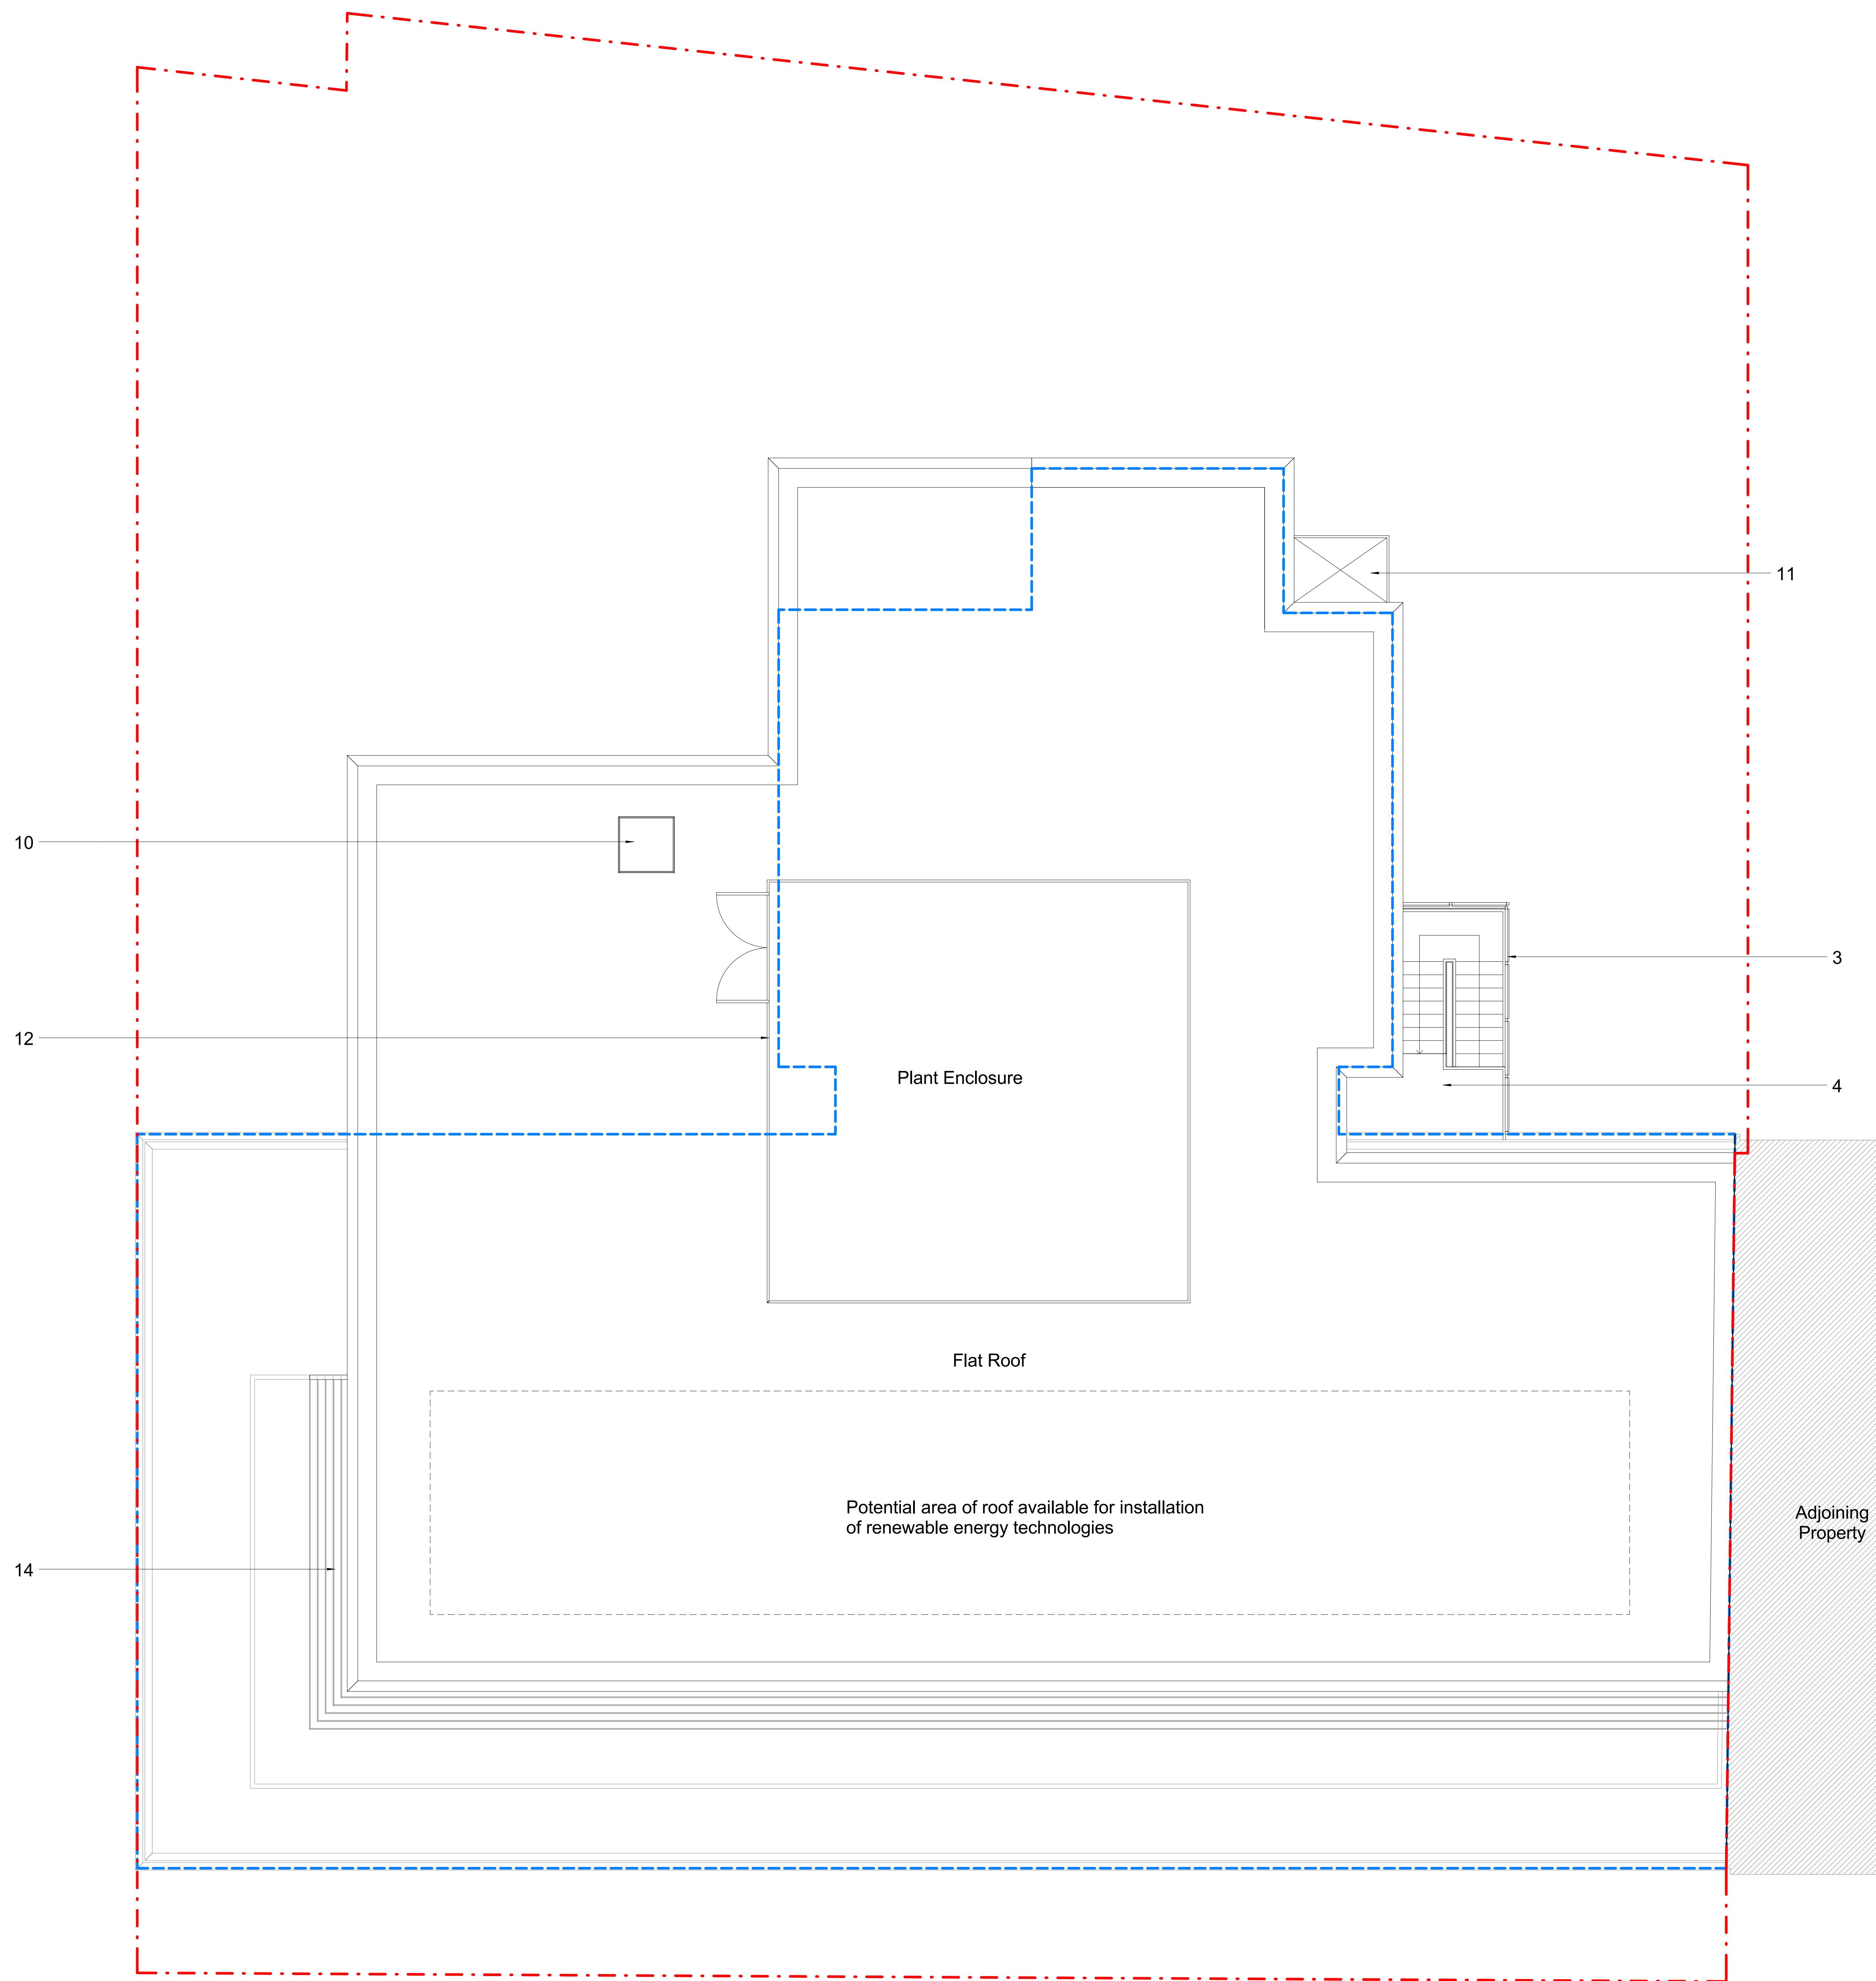 11
10
3
12
Plant Enclosure
4
Flat Roof
Potential area of roof available for installation
of renewable energy technologies
Adjoining
Property
14